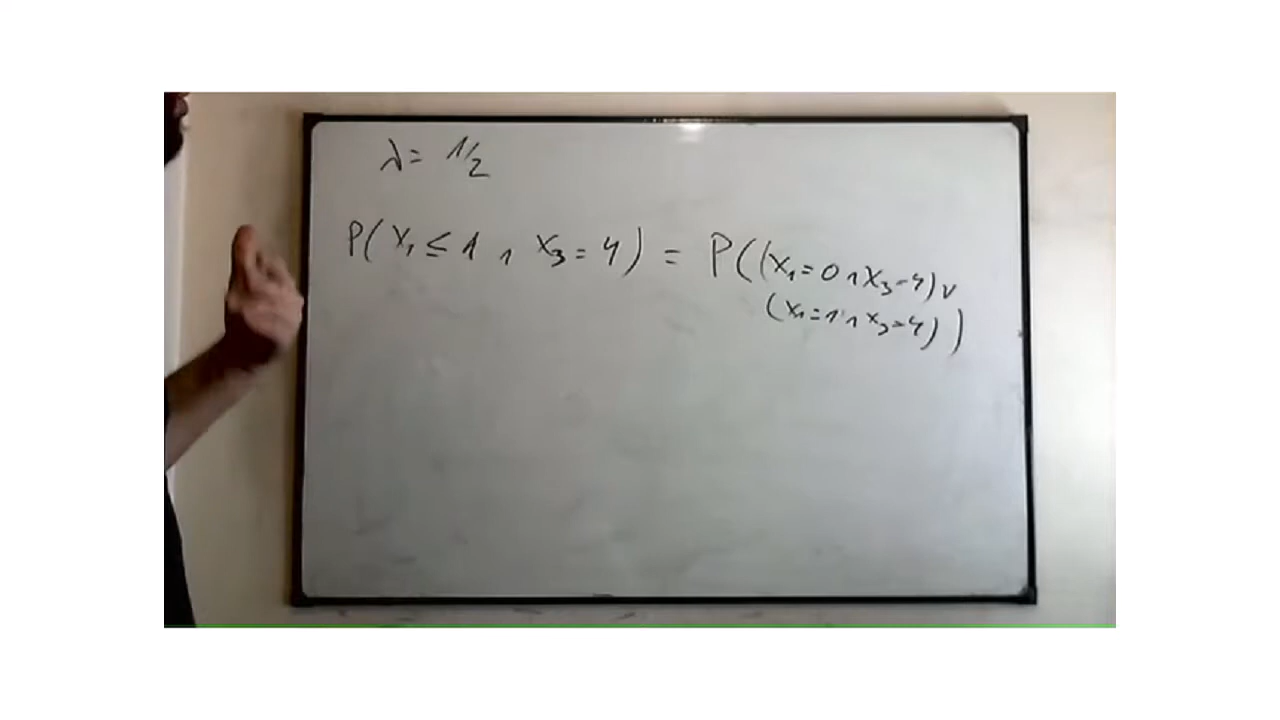 λ = 1/2
P( X₁ ≤ 1 ∧ X₃ = 4 ) = P( (X₁ = 0 ∧ X₃ = 4) ∨
(X₁ = 1 ∧ X₃ = 4) )